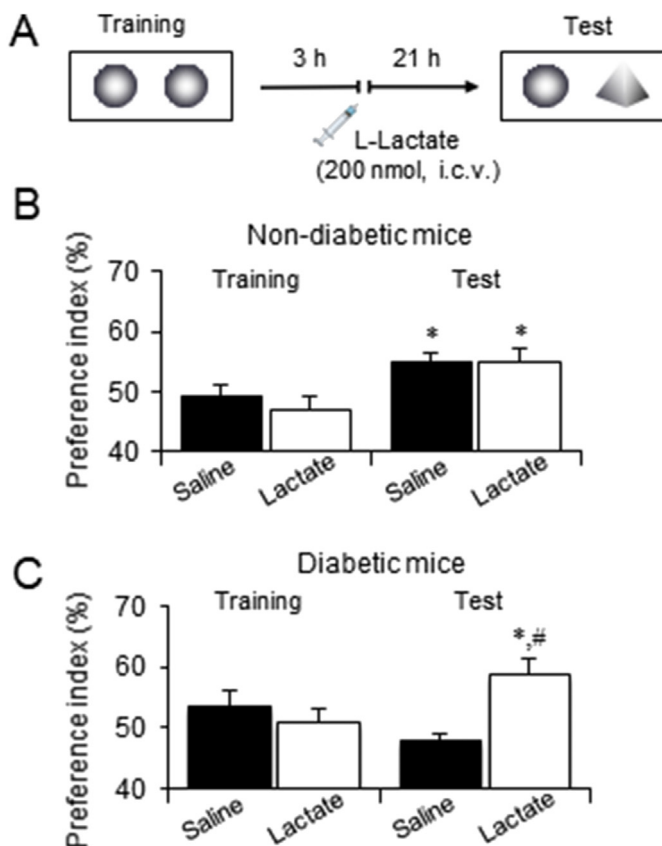 A
Training
Test
3 h
21 h
L-Lactate
(200 nmol, i.c.v.)
B
Non-diabetic mice
Training
Test
Preference index (%)
70
60
50
40
*
*
Saline
Lactate
Saline
Lactate
C
Diabetic mice
Training
Test
Preference index (%)
70
60
50
40
*,#
Saline
Lactate
Saline
Lactate